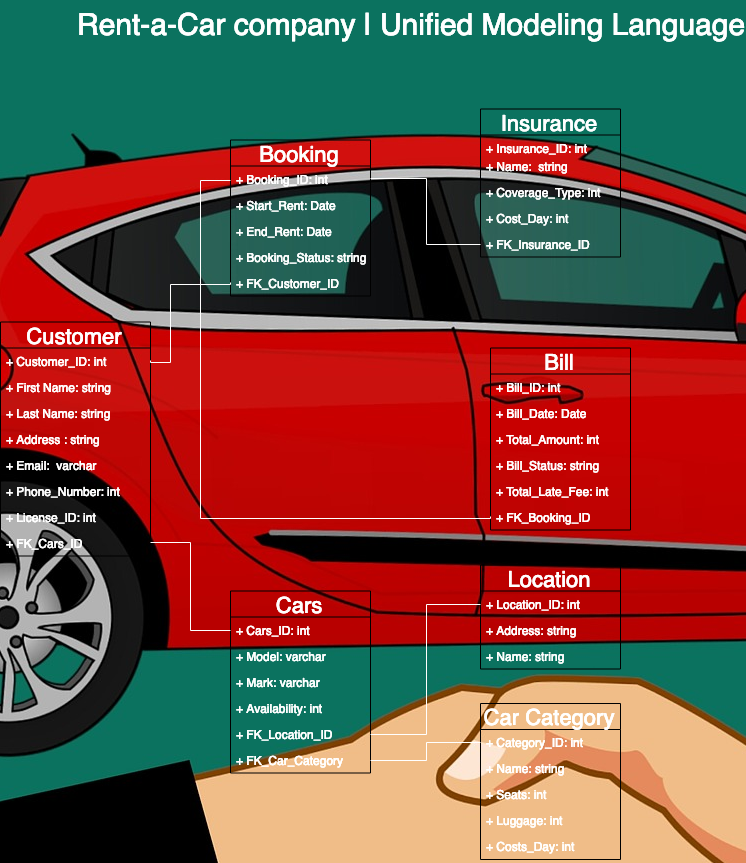 Rent-a-Car company | Unified Modeling Language
Insurance
+ Insurance_ID: int
+ Name: string
+ Coverage_Type: int
+ Cost_Day: int
+ FK_Insurance_ID
Booking
+ Booking_ID: int
+ Start_Rent: Date
+ End_Rent: Date
+ Booking_Status: string
+ FK_Customer_ID
Customer
+ Customer_ID: int
+ First Name: string
+ Last Name: string
+ Address : string
+ Email: varchar
+ Phone_Number: int
+ License_ID: int
+ FK_Cars_ID
Bill
+ Bill_ID: int
+ Bill_Date: Date
+ Total_Amount: int
+ Bill_Status: string
+ Total_Late_Fee: int
+ FK_Booking_ID
Cars
+ Cars_ID: int
+ Model: varchar
+ Mark: varchar
+ Availability: int
+ FK_Location_ID
+ FK_Car_Category
Location
+ Location_ID: int
+ Address: string
+ Name: string
Car Category
+ Category_ID: int
+ Name: string
+ Seats: int
+ Luggage: int
+ Costs_Day: int